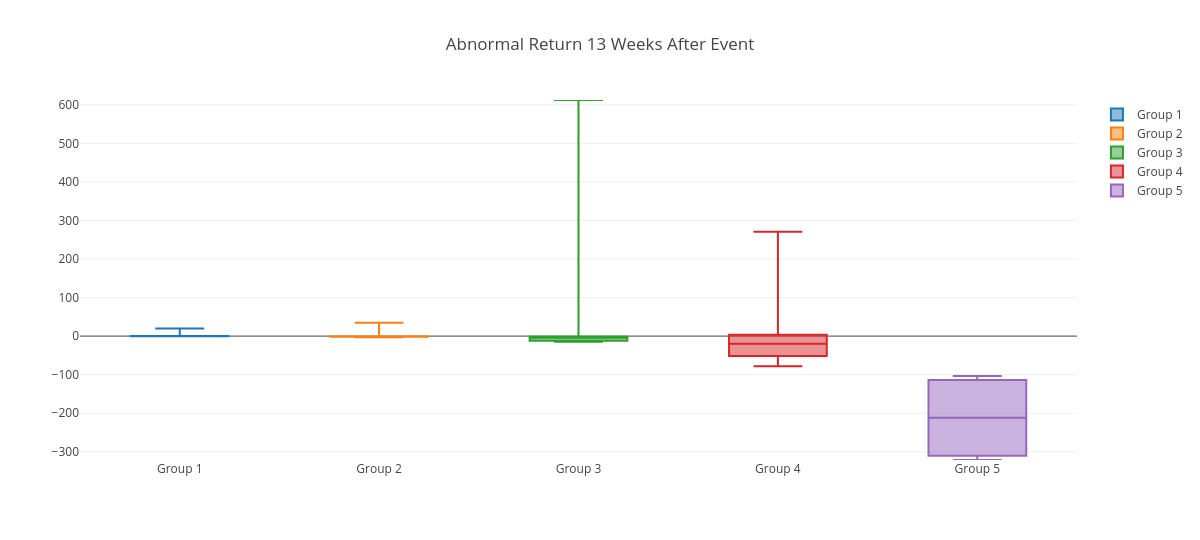 Abnormal Return 13 Weeks After Event
600
500
400
300
200
100
0
−100
−200
−300
Group 1
Group 2
Group 3
Group 4
Group 5
Group 1
Group 2
Group 3
Group 4
Group 5